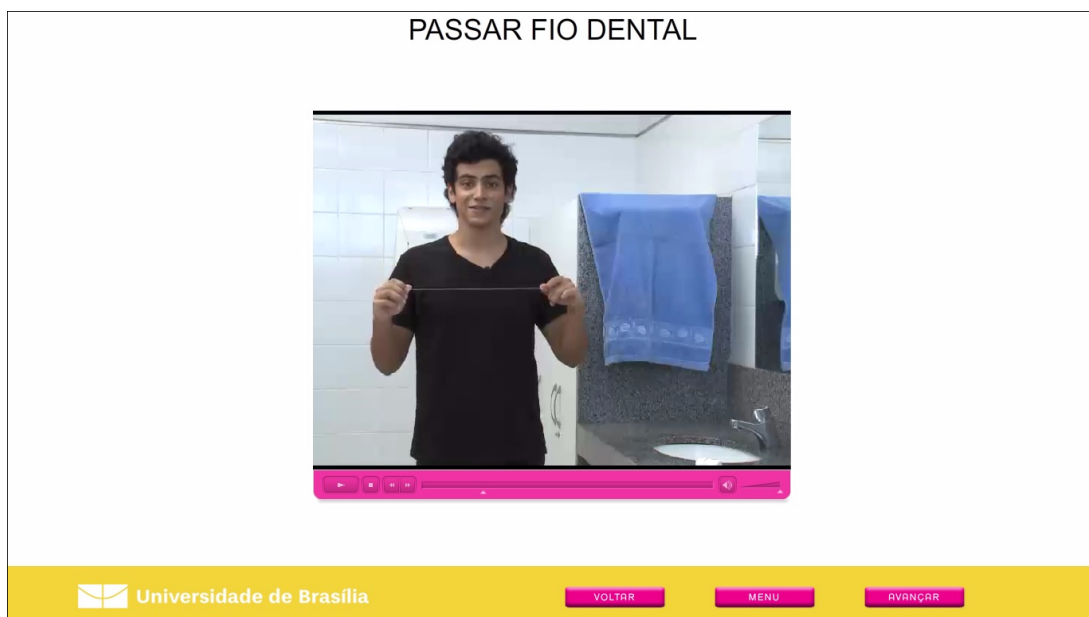 PASSAR FIO DENTAL
Universidade de Brasília
VOLTAR
MENU
AVANÇAR